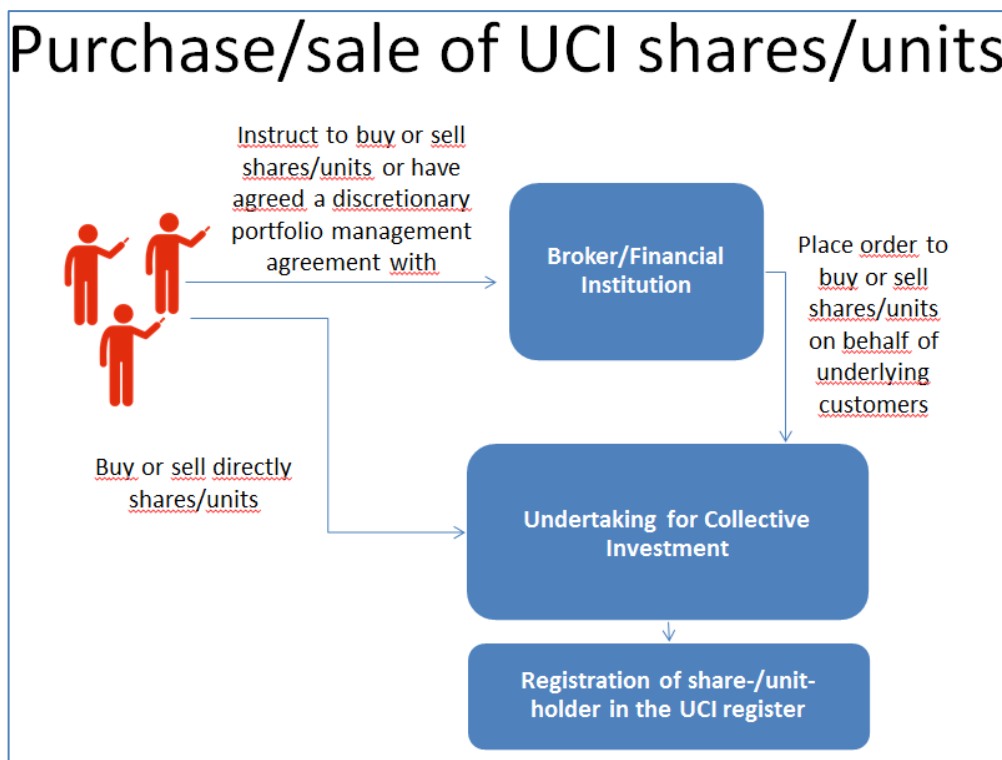 Purchase/sale of UCI shares/units
Instruct to buy or sell
shares/units or have
agreed a discretionary
portfolio management
agreement with
Broker/Financial
Institution
Place order to
buy or sell
shares/units
on behalf of
underlying
customers
Buy or sell directly
shares/units
Undertaking for Collective
Investment
Registration of share-/unit-
holder in the UCI register